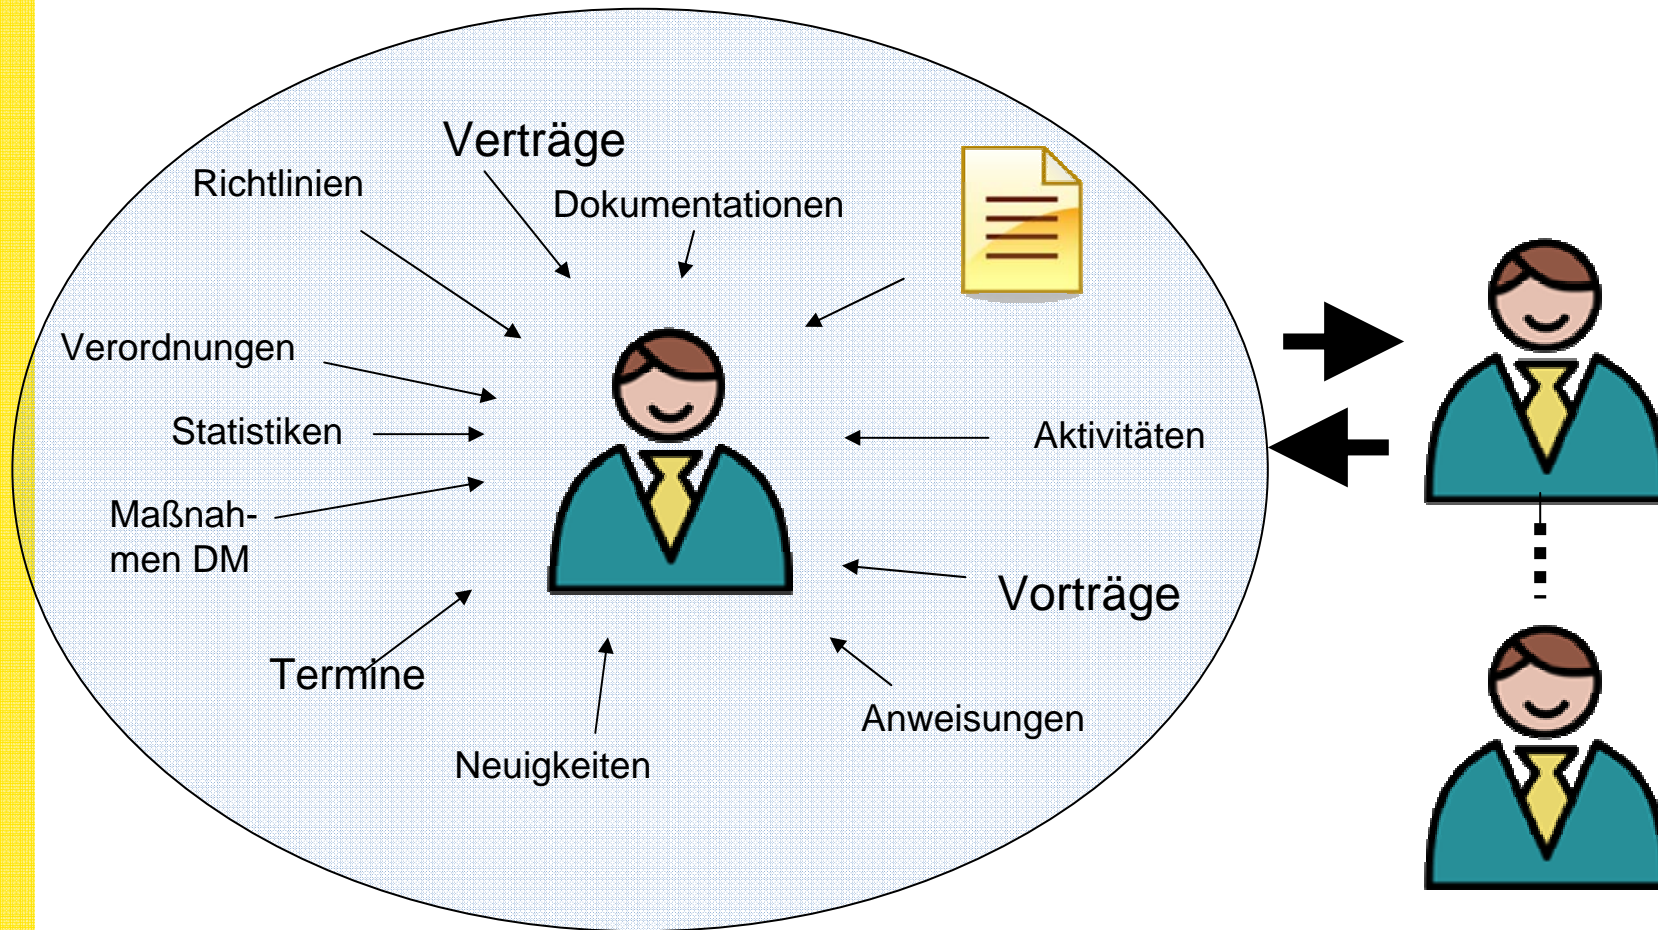 Verträge
Richtlinien
Dokumentationen
Verordnungen
Statistiken
Aktivitäten
Maßnah-
men DM
Vorträge
Termine
Anweisungen
Neuigkeiten